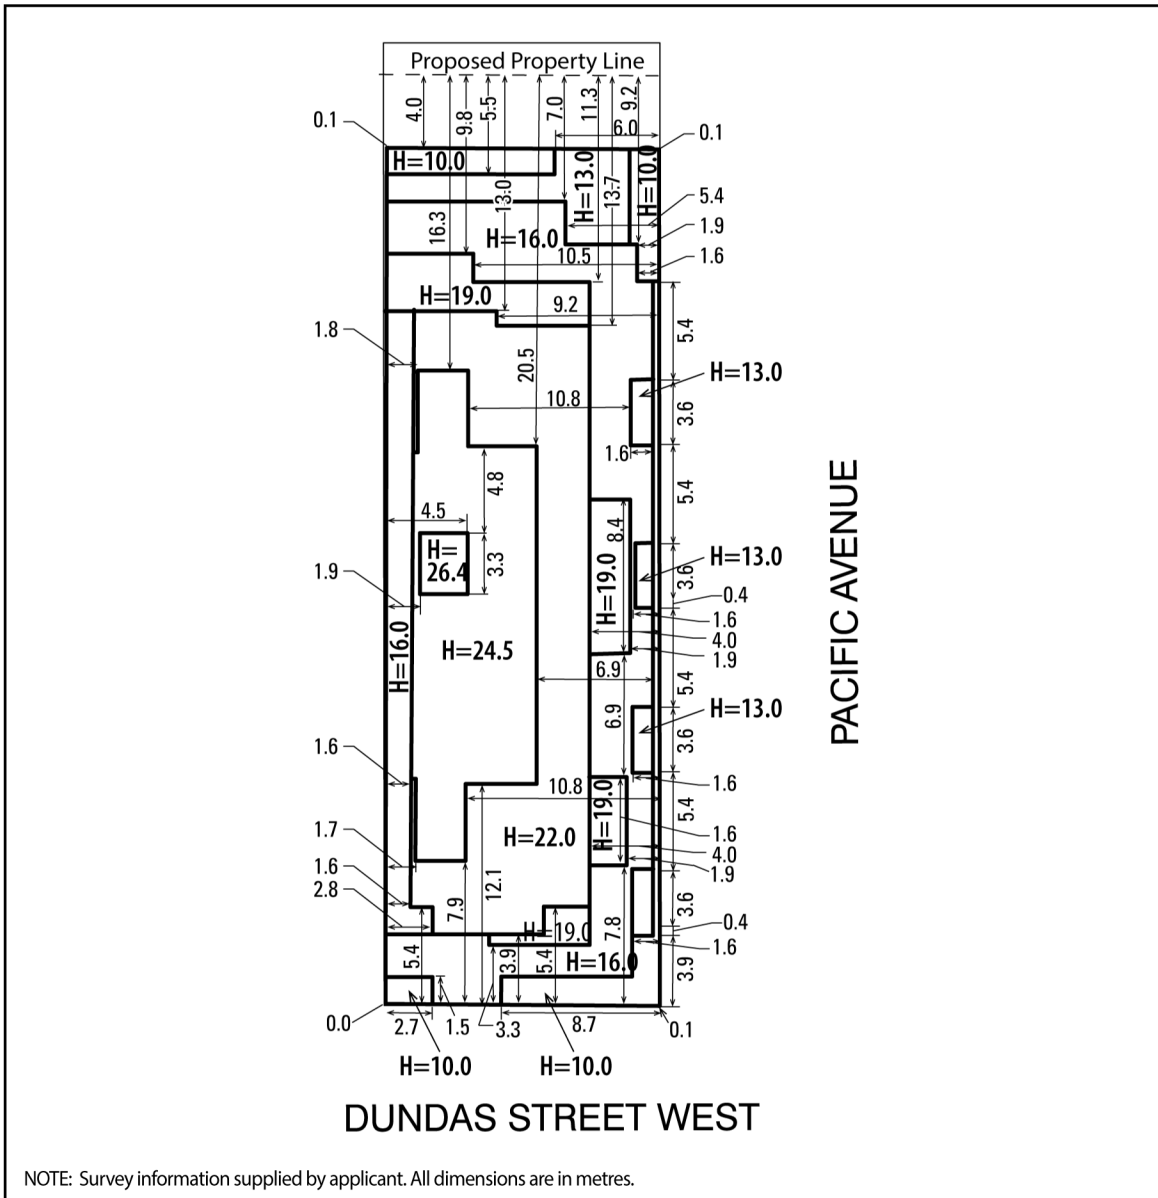 Proposed Property Line
4.0
9.8
5.5
7.0
11.3
9.2
0.1
6.0
0.1
H=10.0
H=13.0
H=10.0
13.0
13.7
5.4
16.3
H=16.0
1.9
10.5
1.6
H=19.0
9.2
1.8
5.4
20.5
H=13.0
10.8
3.6
1.6
4.8
5.4
4.5
8.4
H=
26.4
3.3
H=19.0
H=13.0
3.6
1.9
0.4
1.6
4.0
1.9
H=16.0
H=24.5
6.9
5.4
6.9
H=13.0
3.6
1.6
10.8
H=19.0
1.6
5.4
1.7
H=22.0
1.6
4.0
1.9
1.6
2.8
7.9
12.1
3.6
0.4
H=19.0
7.8
1.6
5.4
3.9
5.4
H=16.0
3.9
0.0
2.7
1.5
3.3
8.7
0.1
H=10.0
H=10.0
PACIFIC AVENUE
DUNDAS STREET WEST
NOTE: Survey information supplied by applicant. All dimensions are in metres.